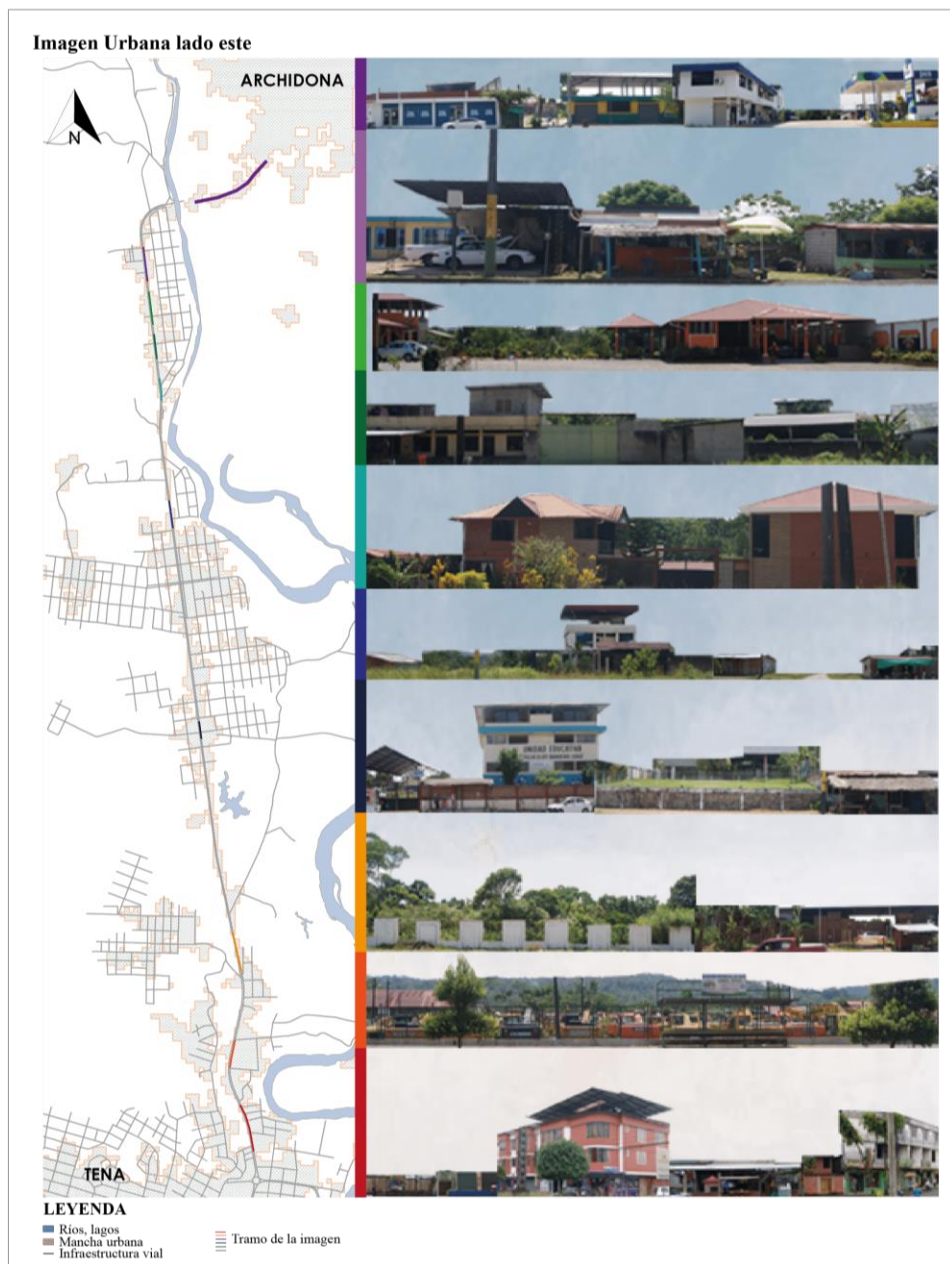 Imagen Urbana lado este
ARCHIDONA
N
UNIDAD EDUCATIVA
TENA
LEYENDA
Ríos, lagos
Mancha urbana
Infraestructura vial
Tramo de la imagen